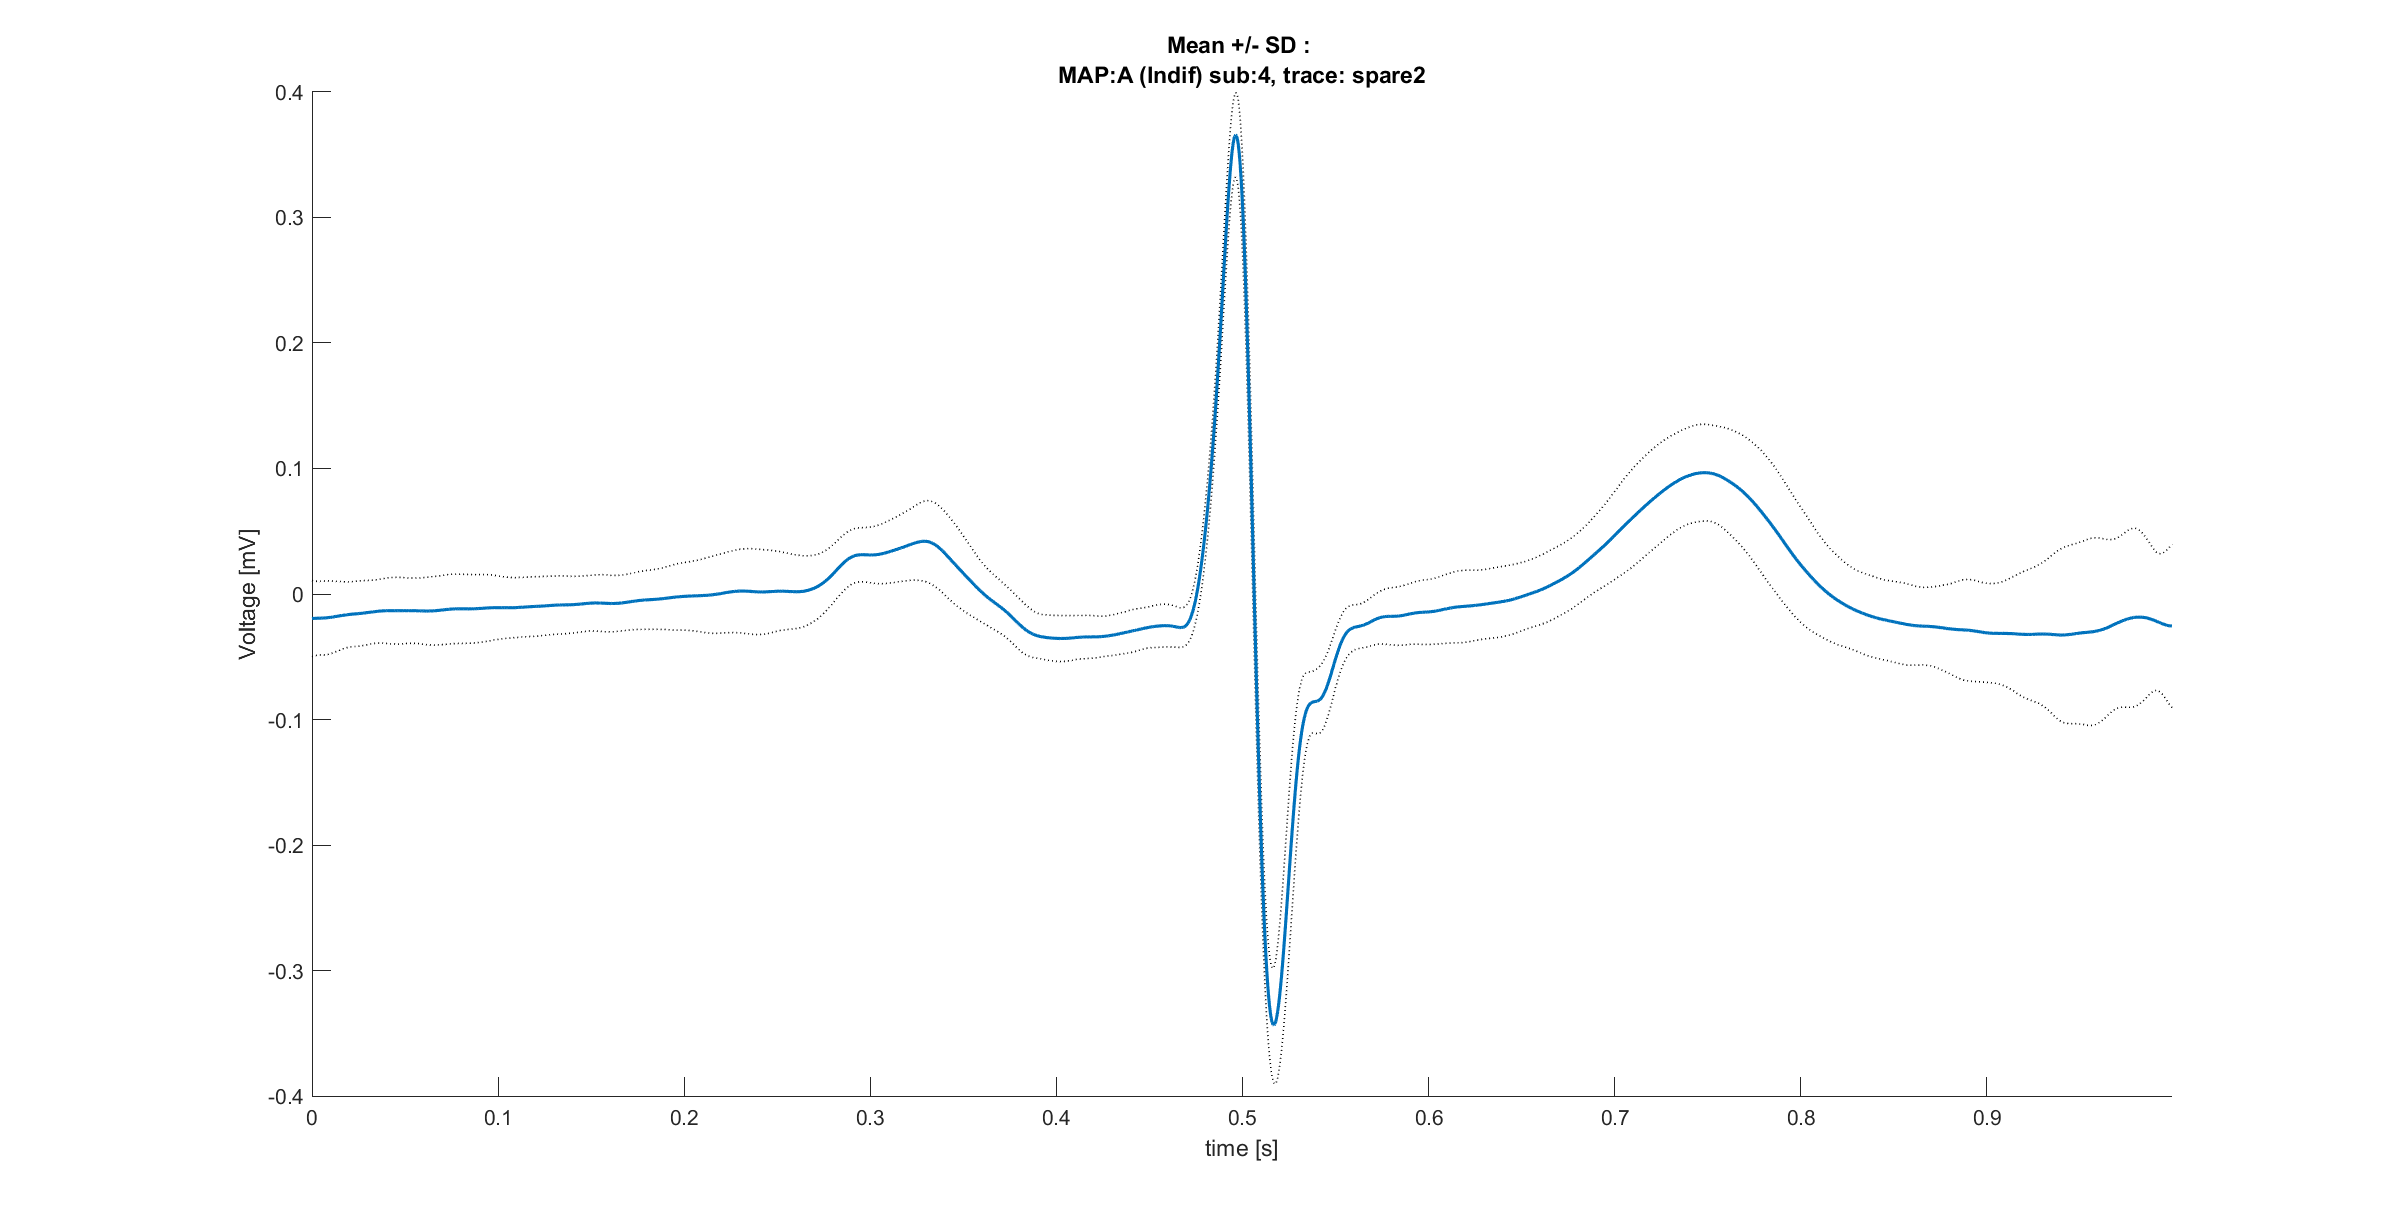 Mean +/- SD :
MAP:A (Indif) sub:4, trace: spare2
0.4
0.3
0.2
0.1
0
-0.1
-0.2
-0.3
-0.4
Voltage [mV]
0 0.1 0.2 0.3 0.4 0.5 0.6 0.7 0.8 0.9
time [s]